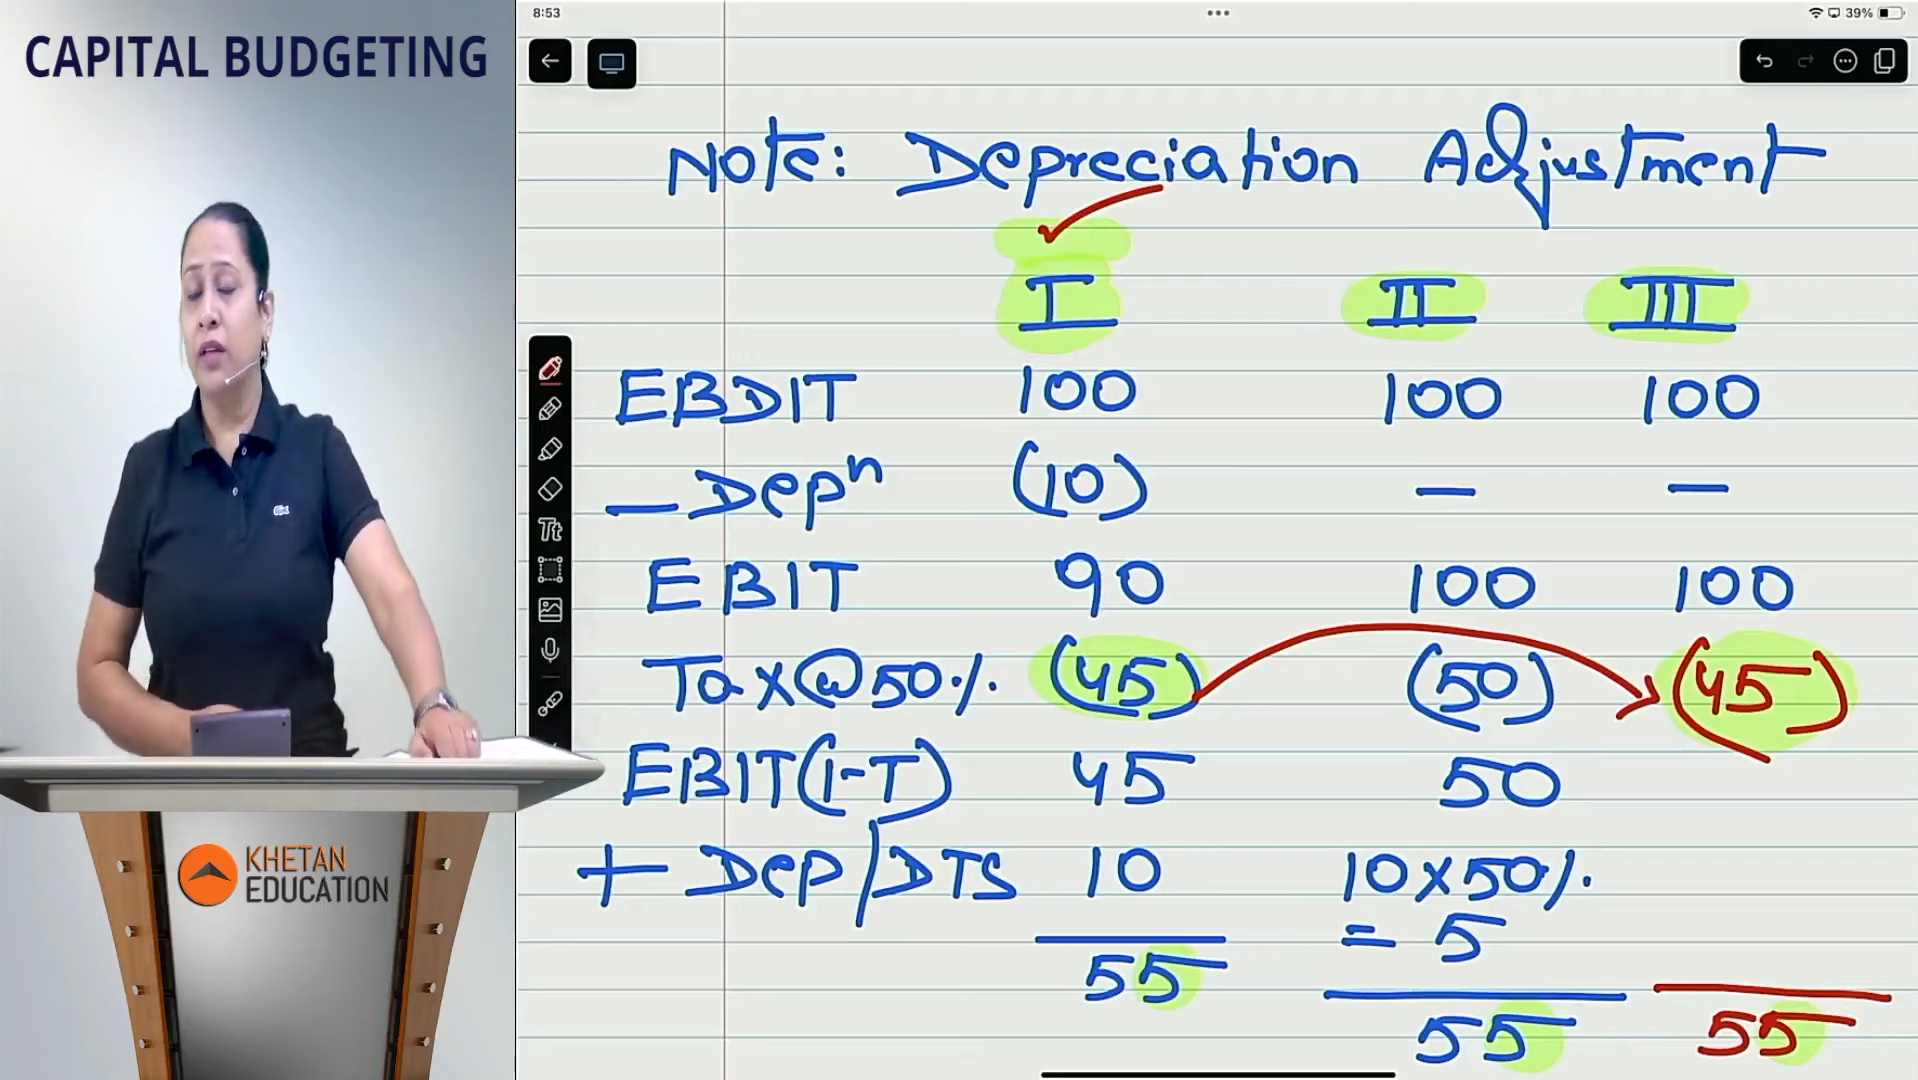 CAPITAL BUDGETING
8:53
39%
Note: Depreciation Adjustment
I II III
EBDIT 100 100 100
— Depⁿ (10) — —
EBIT 90 100 100
Tax@50% (45) (50) (45)
EBIT(1-T) 45 50
+ Dep/DTS 10 10x50%
= 5
55 55 55
Tt
KHETAN
EDUCATION